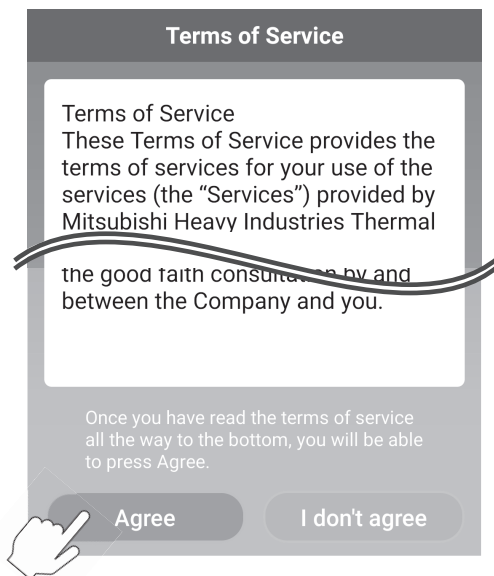 Terms of Service
Terms of Service
These Terms of Service provides the
terms of services for your use of the
services (the “Services”) provided by
Mitsubishi Heavy Industries Thermal
the good faith consultation by and
between the Company and you.
Once you have read the terms of service
all the way to the bottom, you will be able
to press Agree.
Agree
I don't agree